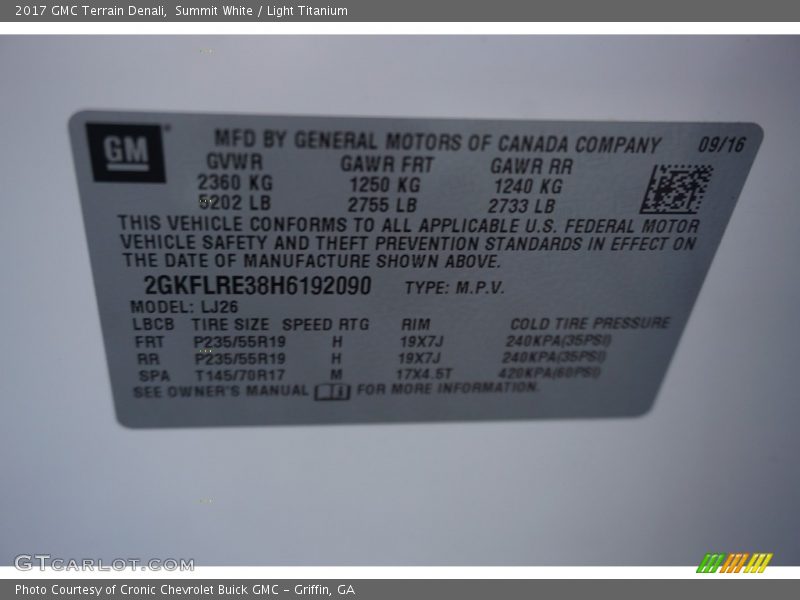 2017 GMC Terrain Denali, Summit White / Light Titanium
GM MFD BY GENERAL MOTORS OF CANADA COMPANY 09/16
GVWR GAWR FRT GAWR RR
2360 KG 1250 KG 1240 KG
5202 LB 2755 LB 2733 LB
THIS VEHICLE CONFORMS TO ALL APPLICABLE U.S. FEDERAL MOTOR
VEHICLE SAFETY AND THEFT PREVENTION STANDARDS IN EFFECT ON
THE DATE OF MANUFACTURE SHOWN ABOVE.
2GKFLRE38H6192090 TYPE: M.P.V.
MODEL: LJ26
LBCB TIRE SIZE SPEED RTG RIM COLD TIRE PRESSURE
FRT P235/55R19 H 19X7J 240KPA(35PSI)
RR P235/55R19 H 19X7J 240KPA(35PSI)
SPA T145/70R17 M 17X4.5T 420KPA(60PSI)
SEE OWNER'S MANUAL FOR MORE INFORMATION.
GTCARLOT.COM
Photo Courtesy of Cronic Chevrolet Buick GMC - Griffin, GA